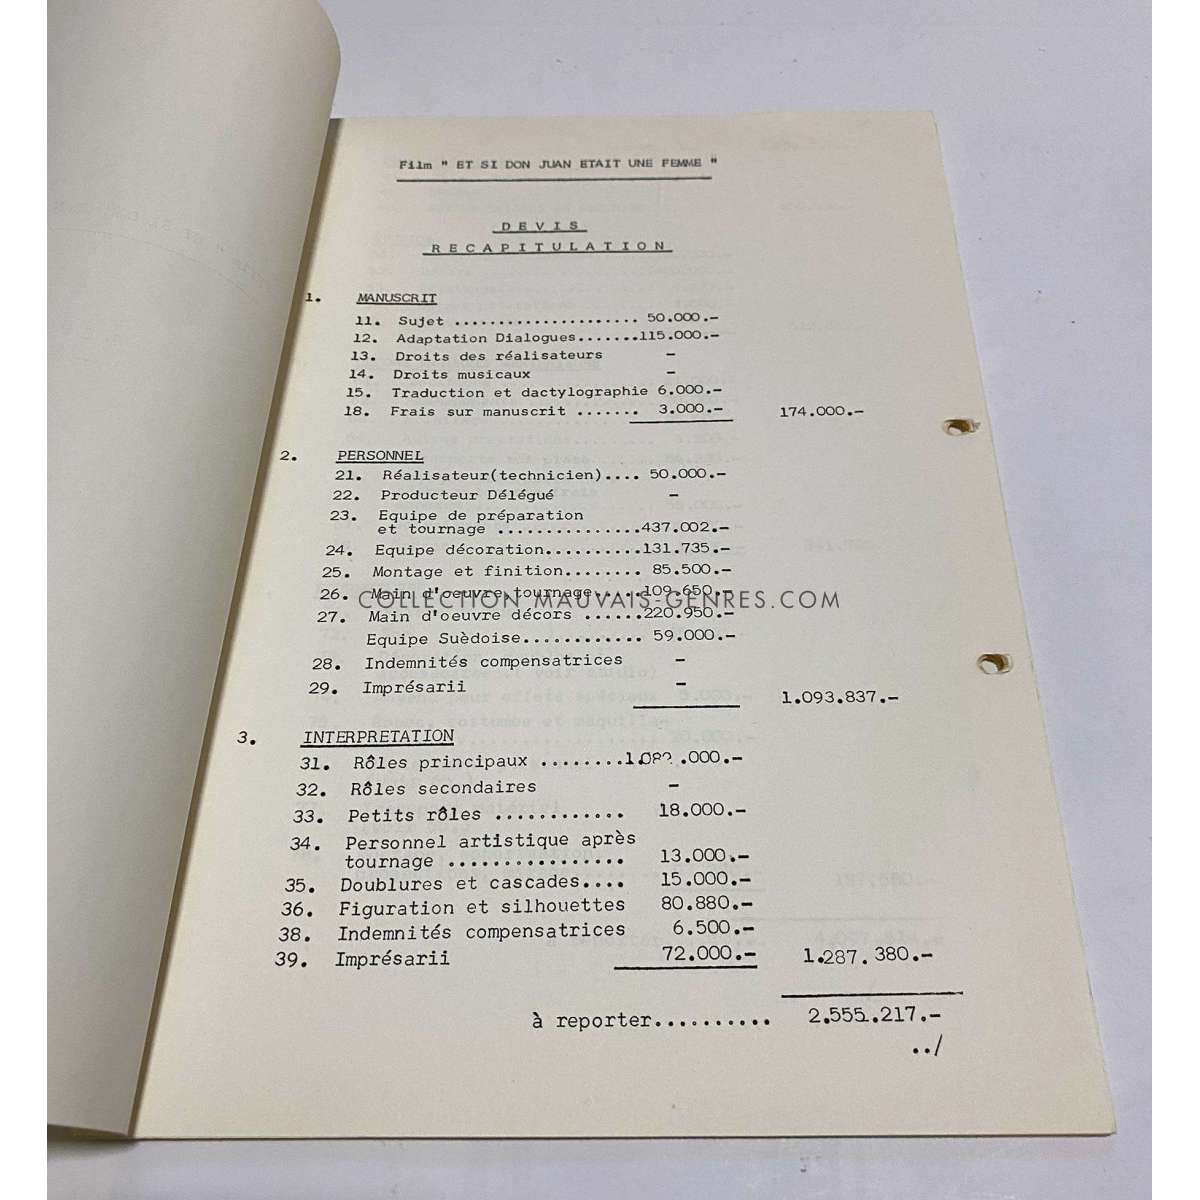 Film " ET SI DON JUAN ETAIT UNE FEMME "
DEVIS
RECAPITULATION
1. MANUSCRIT
11. Sujet ..................... 50.000.-
12. Adaptation Dialogues.......115.000.-
13. Droits des réalisateurs -
14. Droits musicaux -
15. Traduction et dactylographie 6.000.-
18. Frais sur manuscrit ....... 3.000.- 174.000.-
2. PERSONNEL
21. Réalisateur(technicien).... 50.000.-
22. Producteur Délégué -
23. Equipe de préparation
et tournage ................437.002.-
24. Equipe décoration..........131.735.-
25. Montage et finition........ 85.500.-
26. Main d'oeuvre tournage.....109.650.-
COLLECTION MAUVAIS-GENRES.COM
27. Main d'oeuvre décors ......220.950.-
Equipe Suèdoise............ 59.000.-
28. Indemnités compensatrices -
29. Imprésarii - 1.093.837.-
3. INTERPRETATION
31. Rôles principaux ........1.082.000.-
32. Rôles secondaires -
33. Petits rôles ............ 18.000.-
34. Personnel artistique après
tournage ................ 13.000.-
35. Doublures et cascades.... 15.000.-
36. Figuration et silhouettes 80.880.-
38. Indemnités compensatrices 6.500.-
39. Imprésarii 72.000.- 1.287.380.-
à reporter.......... 2.555.217.-
../